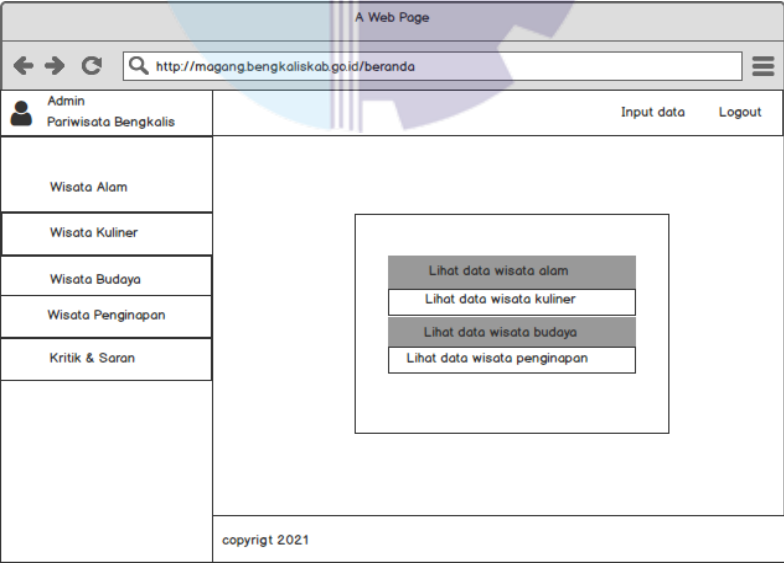 A Web Page
http://magang.bengkaliskab.go.id/beranda
Admin
Pariwisata Bengkalis
Input data
Logout
Wisata Alam
Wisata Kuliner
Wisata Budaya
Wisata Penginapan
Kritik & Saran
Lihat data wisata alam
Lihat data wisata kuliner
Lihat data wisata budaya
Lihat data wisata penginapan
copyrigt 2021